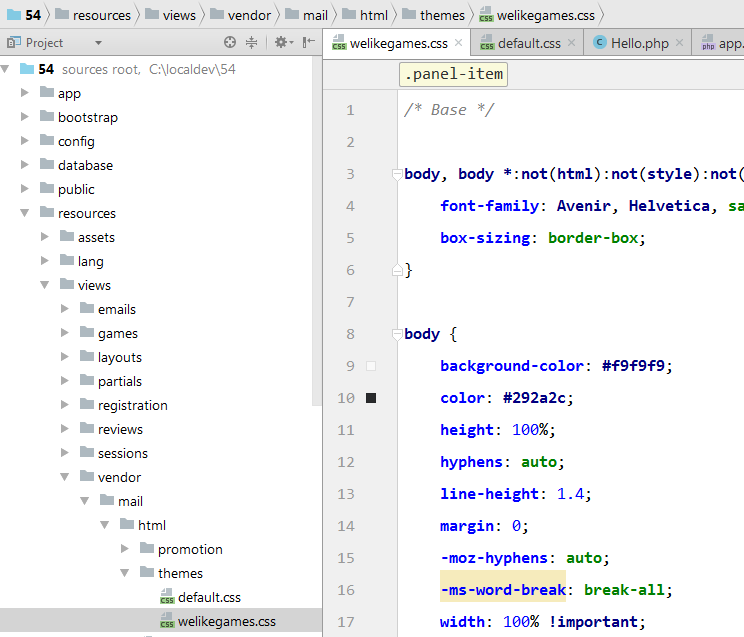 54 resources views vendor mail html themes welikegames.css
Project
welikegames.css default.css Hello.php app.
54 sources root, C:\localdev\54
app
bootstrap
config
database
public
resources
assets
lang
views
emails
games
layouts
partials
registration
reviews
sessions
vendor
mail
html
promotion
themes
default.css
welikegames.css
.panel-item
1 /* Base */
2
3 body, body *:not(html):not(style):not(
4 font-family: Avenir, Helvetica, sa
5 box-sizing: border-box;
6 }
7
8 body {
9 background-color: #f9f9f9;
10 color: #292a2c;
11 height: 100%;
12 hyphens: auto;
13 line-height: 1.4;
14 margin: 0;
15 -moz-hyphens: auto;
16 -ms-word-break: break-all;
17 width: 100% !important;